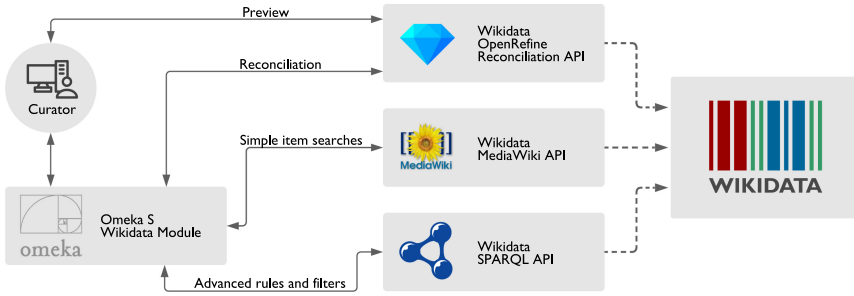 Preview
Wikidata
OpenRefine
Reconciliation API
Reconciliation
Curator
Simple item searches
[[ ]]
MediaWiki
Wikidata
MediaWiki API
WIKIDATA
omeka
Omeka S
Wikidata Module
Wikidata
SPARQL API
Advanced rules and filters